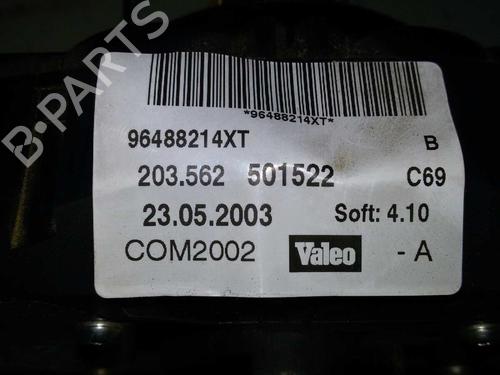 B-PARTS
*96488214XT*
96488214XT B
203.562 501522 C69
23.05.2003 Soft: 4.10
COM2002 Valeo - A